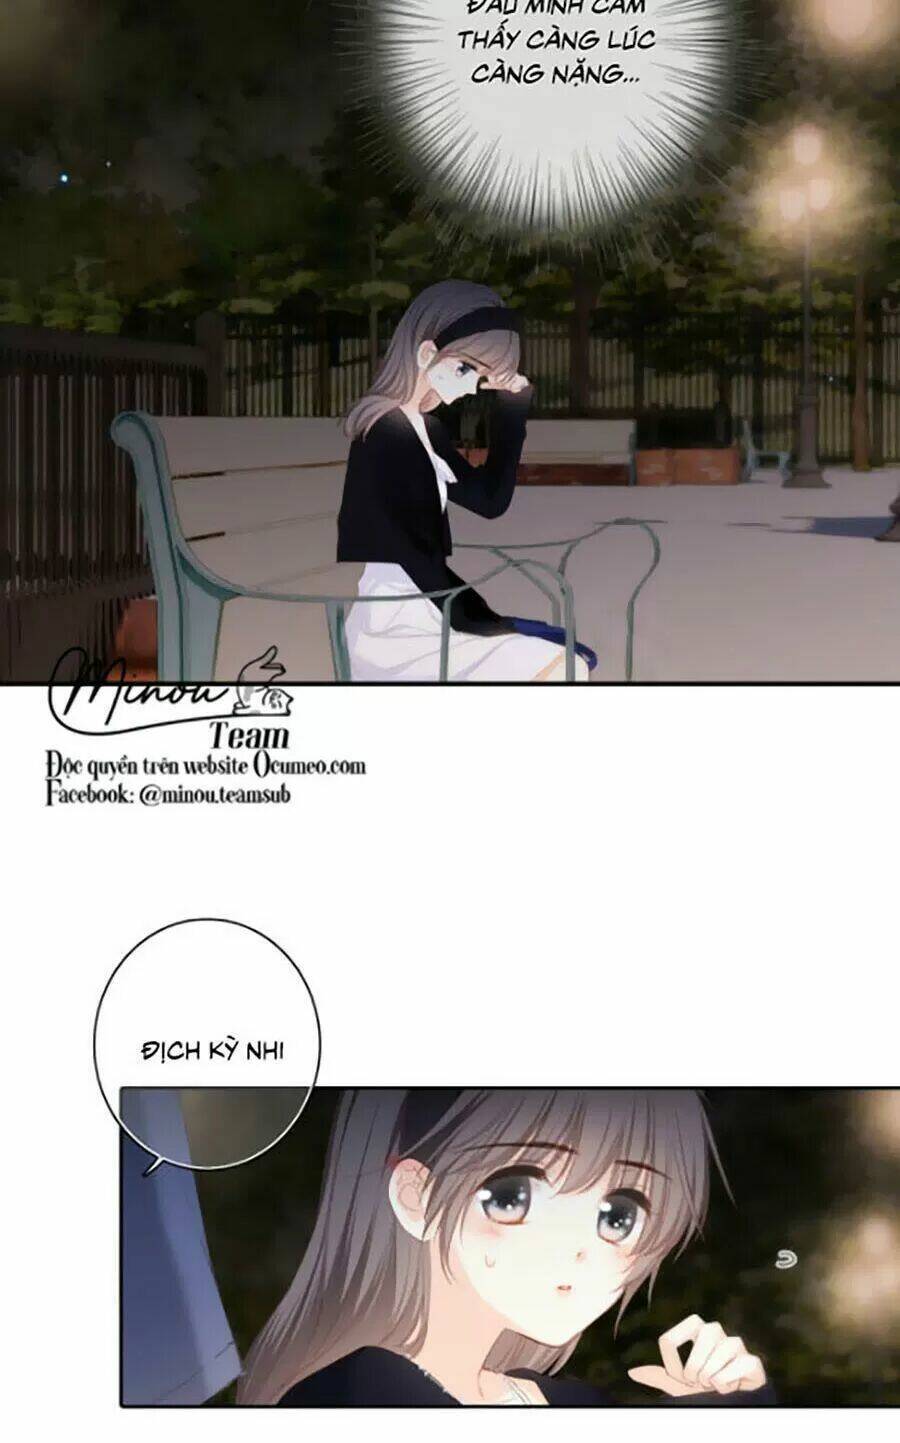 ĐẦU MÌNH CẢM
THẤY CÀNG LÚC
CÀNG NẶNG...
Minou
Team
Độc quyền trên website Ocumeo.com
Facebook: @minou.teamsub
ĐỊCH KỲ NHI